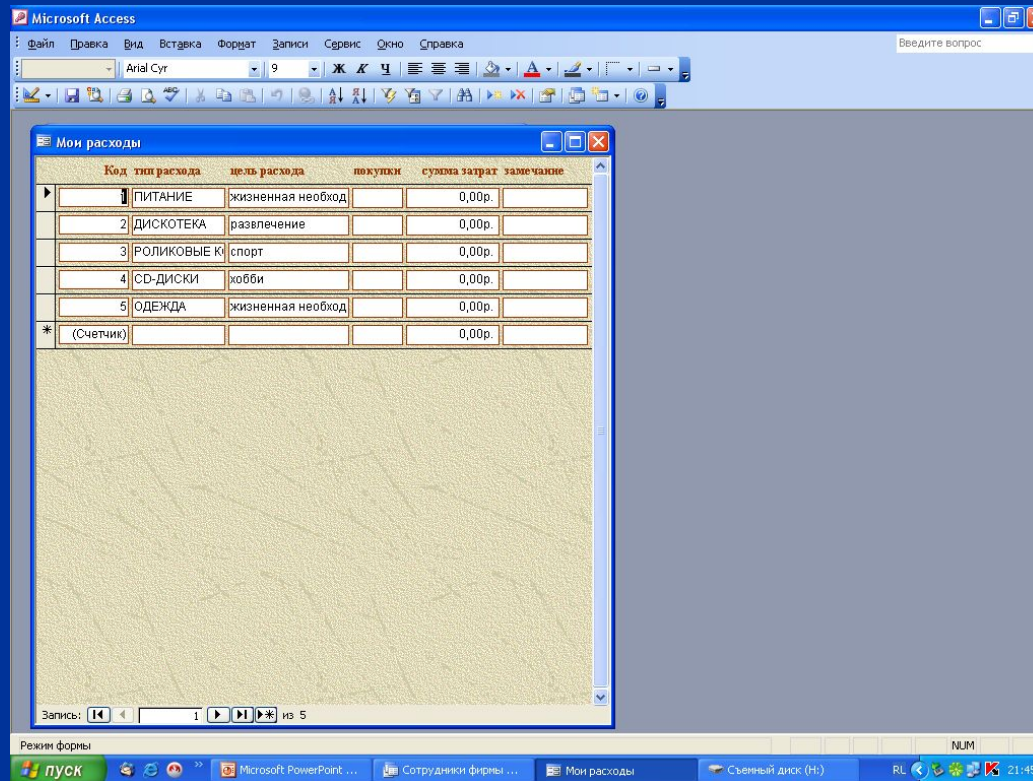 Microsoft Access
Файл Правка Вид Вставка Формат Записи Сервис Окно Справка Введите вопрос
Arial Cyr 9 Ж К Ч
Мои расходы
Код тип расхода цель расхода покупки сумма затрат замечание
1 ПИТАНИЕ жизненная необход 0,00р.
2 ДИСКОТЕКА развлечение 0,00р.
3 РОЛИКОВЫЕ К спорт 0,00р.
4 CD-ДИСКИ хобби 0,00р.
5 ОДЕЖДА жизненная необход 0,00р.
(Счетчик) 0,00р.
Запись: 1 из 5
Режим формы NUM
пуск Microsoft PowerPoint ... Сотрудники фирмы ... Мои расходы Съемный диск (H:) RL